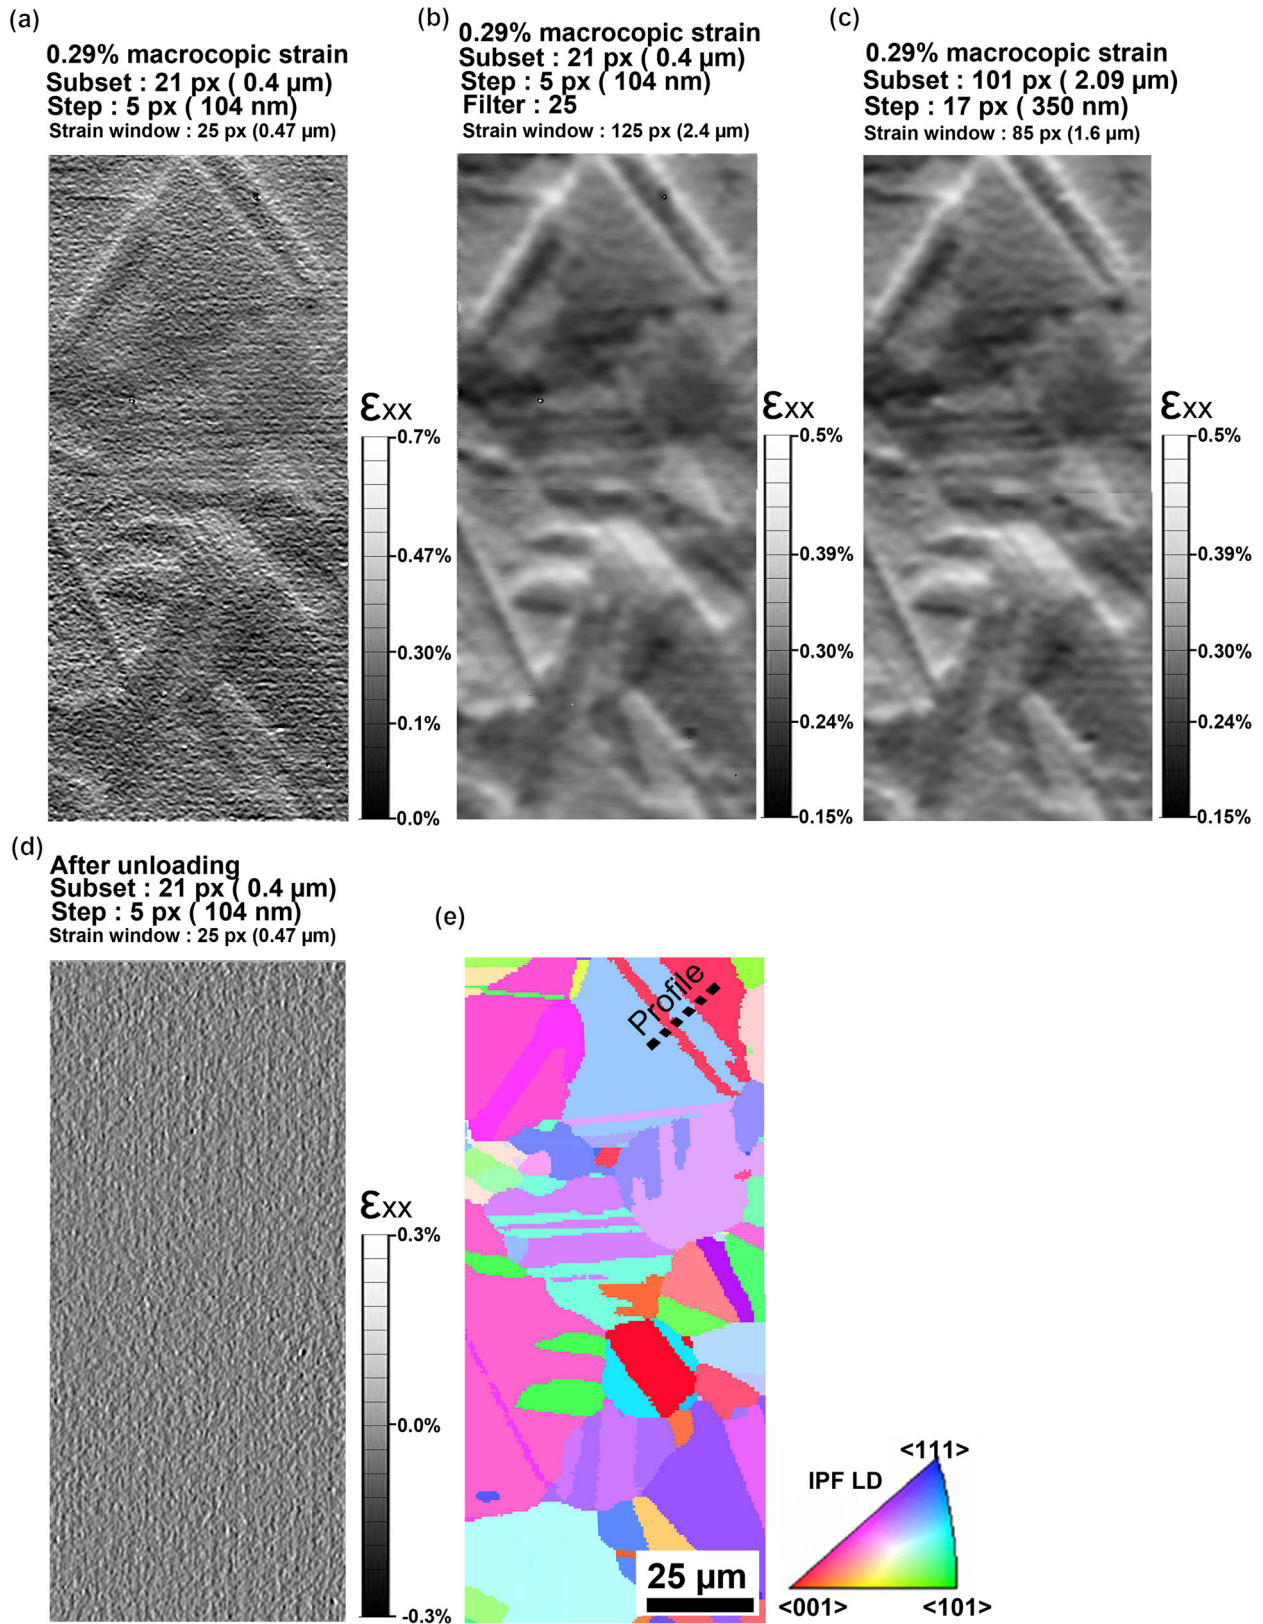 (a)
0.29% macrocopic strain
Subset : 21 px ( 0.4 µm)
Step : 5 px ( 104 nm)
Strain window : 25 px (0.47 µm)
εxx
0.7%
0.47%
0.30%
0.1%
0.0%
(b)
0.29% macrocopic strain
Subset : 21 px ( 0.4 µm)
Step : 5 px ( 104 nm)
Filter : 25
Strain window : 125 px (2.4 µm)
εxx
0.5%
0.39%
0.30%
0.24%
0.15%
(c)
0.29% macrocopic strain
Subset : 101 px ( 2.09 µm)
Step : 17 px ( 350 nm)
Strain window : 85 px (1.6 µm)
εxx
0.5%
0.39%
0.30%
0.24%
0.15%
(d)
After unloading
Subset : 21 px ( 0.4 µm)
Step : 5 px ( 104 nm)
Strain window : 25 px (0.47 µm)
εxx
0.3%
0.0%
-0.3%
(e)
Profile
25 µm
IPF LD
<111>
<001>
<101>